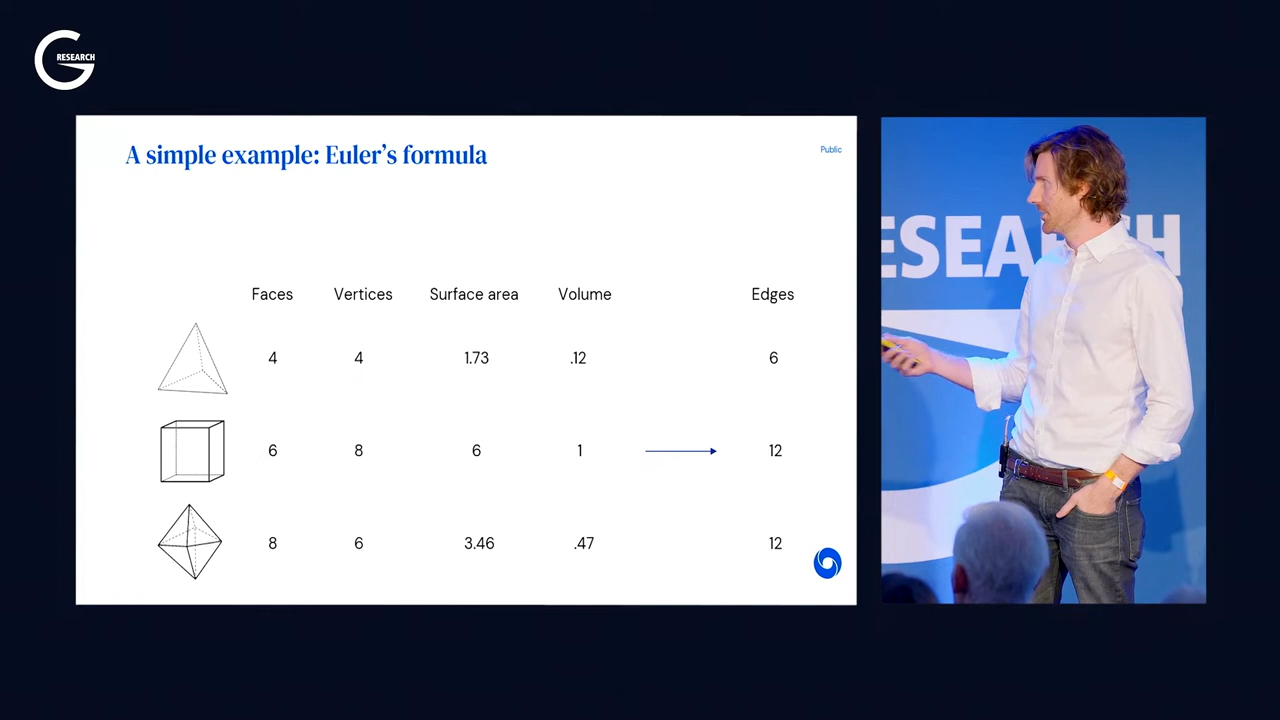 G RESEARCH
A simple example: Euler's formula
Public
Faces Vertices Surface area Volume Edges
4 4 1.73 .12 6
6 8 6 1 12
8 6 3.46 .47 12
ESEARCH